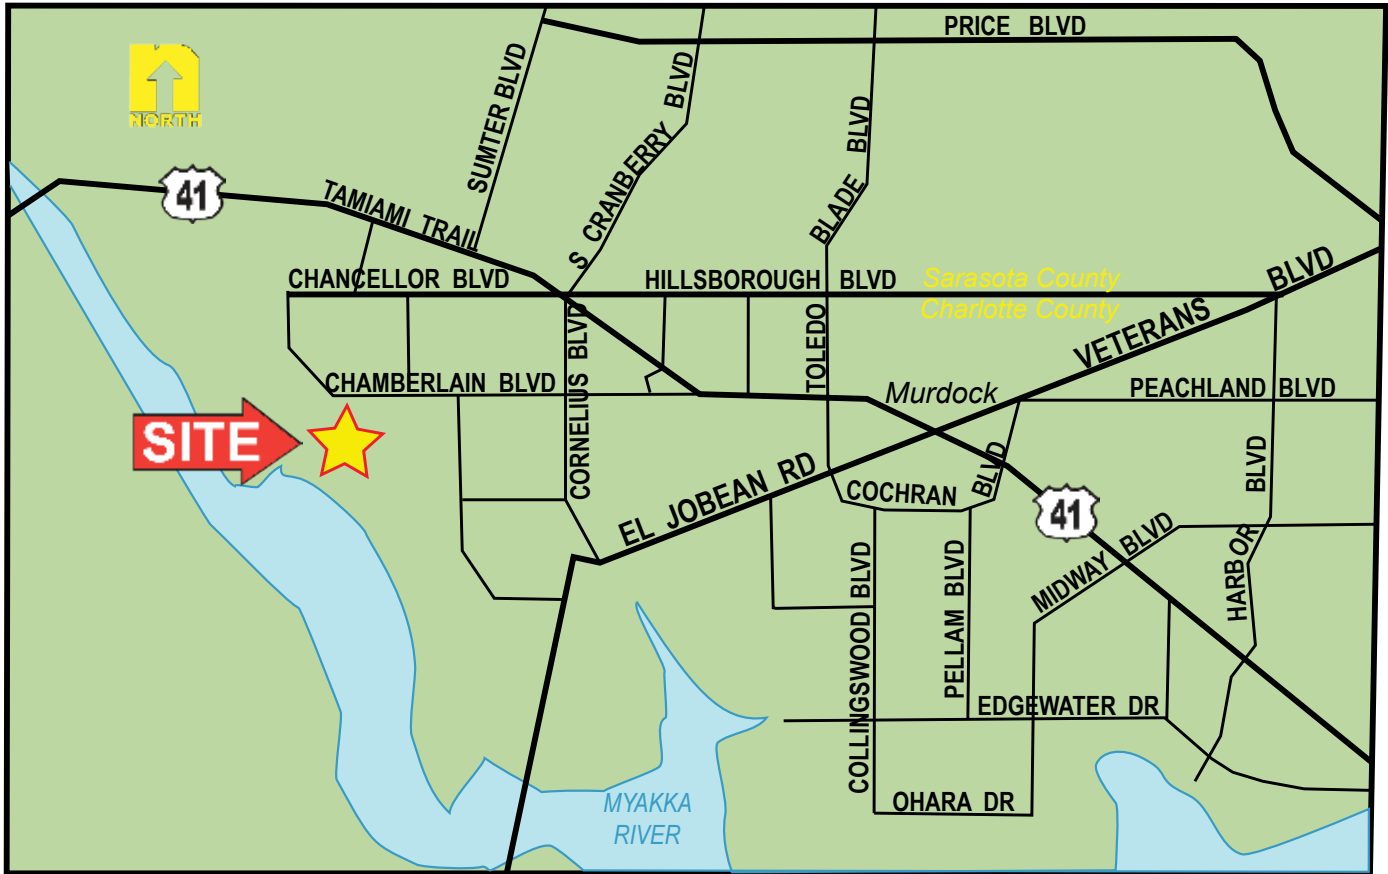 PRICE BLVD
NORTH
SUMTER BLVD
S CRANBERRY BLVD
BLADE BLVD
41
TAMIAMI TRAIL
CHANCELLOR BLVD
HILLSBOROUGH BLVD
Sarasota County
Charlotte County
VETERANS BLVD
CORNELIUS BLVD
TOLEDO
CHAMBERLAIN BLVD
Murdock
PEACHLAND BLVD
SITE
EL JOBEAN RD
COCHRAN BLVD
41
HARBOR BLVD
MIDWAY BLVD
COLLINGSWOOD BLVD
PELLAM BLVD
EDGEWATER DR
OHARA DR
MYAKKA
RIVER